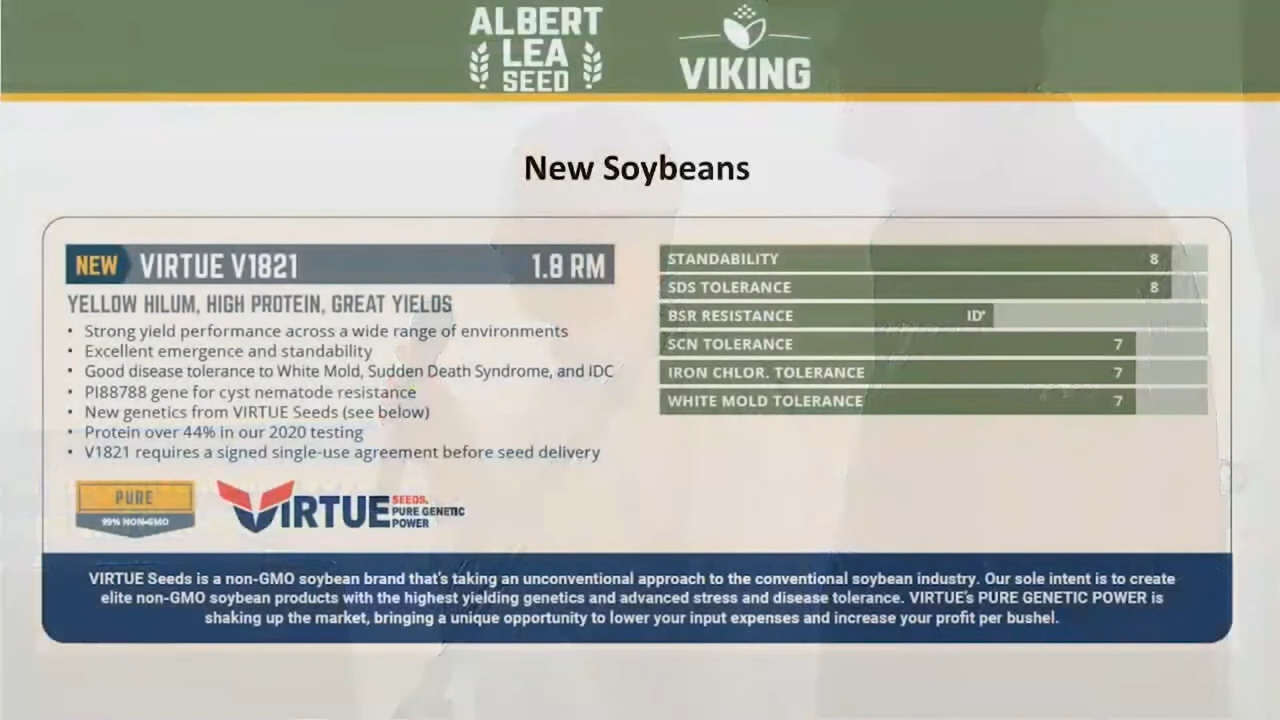 ALBERT
LEA
SEED
VIKING
New Soybeans
NEW VIRTUE V1821 1.8 RM
YELLOW HILUM, HIGH PROTEIN, GREAT YIELDS
• Strong yield performance across a wide range of environments
• Excellent emergence and standability
• Good disease tolerance to White Mold, Sudden Death Syndrome, and IDC
• PI88788 gene for cyst nematode resistance
• New genetics from VIRTUE Seeds (see below)
• Protein over 44% in our 2020 testing
• V1821 requires a signed single-use agreement before seed delivery
STANDABILITY 8
SDS TOLERANCE 8
BSR RESISTANCE ID*
SCN TOLERANCE 7
IRON CHLOR. TOLERANCE 7
WHITE MOLD TOLERANCE 7
PURE
99% NON-GMO
VIRTUE SEEDS.
PURE GENETIC
POWER
VIRTUE Seeds is a non-GMO soybean brand that's taking an unconventional approach to the conventional soybean industry. Our sole intent is to create
elite non-GMO soybean products with the highest yielding genetics and advanced stress and disease tolerance. VIRTUE's PURE GENETIC POWER is
shaking up the market, bringing a unique opportunity to lower your input expenses and increase your profit per bushel.